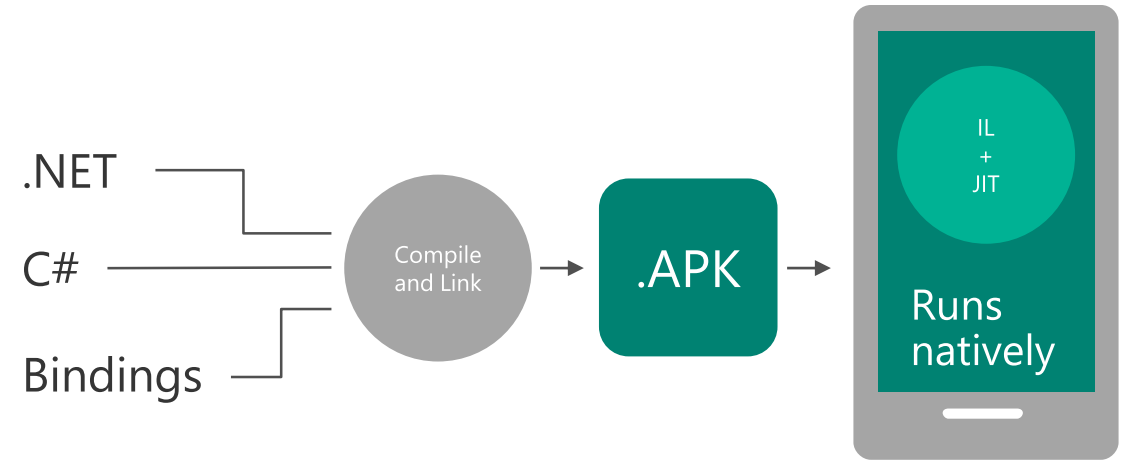 .NET
C#
Bindings
Compile
and Link
.APK
IL
+
JIT
Runs
natively